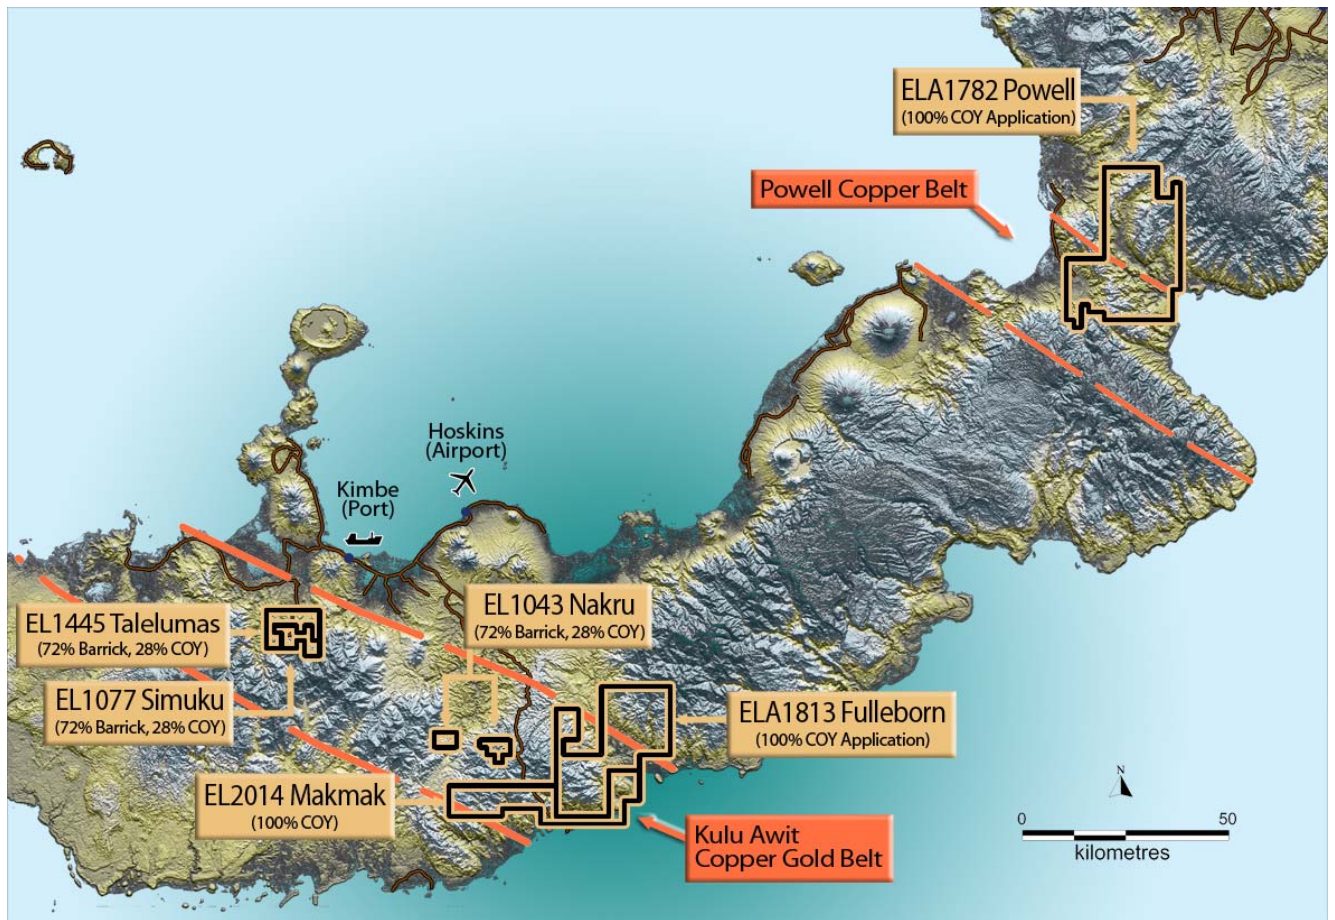 ELA1782 Powell
(100% COY Application)
Powell Copper Belt
Hoskins
(Airport)
Kimbe
(Port)
EL1445 Talelumas
(72% Barrick, 28% COY)
EL1043 Nakru
(72% Barrick, 28% COY)
EL1077 Simuku
(72% Barrick, 28% COY)
ELA1813 Fulleborn
(100% COY Application)
EL2014 Makmak
(100% COY)
Kulu Awit
Copper Gold Belt
N
0 50
kilometres